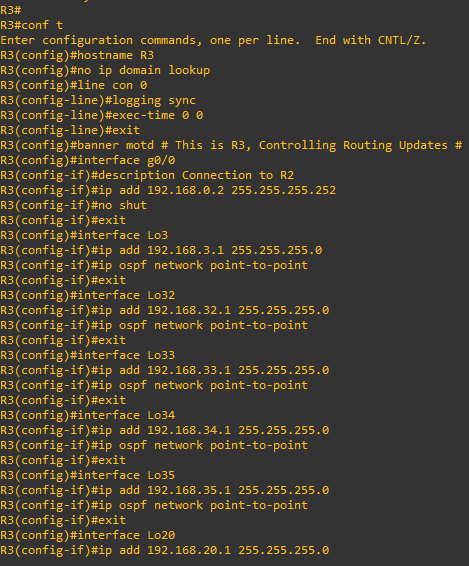 R3#
R3#conf t
Enter configuration commands, one per line.  End with CNTL/Z.
R3(config)#hostname R3
R3(config)#no ip domain lookup
R3(config)#line con 0
R3(config-line)#logging sync
R3(config-line)#exec-time 0 0
R3(config-line)#exit
R3(config)#banner motd # This is R3, Controlling Routing Updates #
R3(config)#interface g0/0
R3(config-if)#description Connection to R2
R3(config-if)#ip add 192.168.0.2 255.255.255.252
R3(config-if)#no shut
R3(config-if)#exit
R3(config)#interface Lo3
R3(config-if)#ip add 192.168.3.1 255.255.255.0
R3(config-if)#ip ospf network point-to-point
R3(config-if)#exit
R3(config)#interface Lo32
R3(config-if)#ip add 192.168.32.1 255.255.255.0
R3(config-if)#ip ospf network point-to-point
R3(config-if)#exit
R3(config)#interface Lo33
R3(config-if)#ip add 192.168.33.1 255.255.255.0
R3(config-if)#ip ospf network point-to-point
R3(config-if)#exit
R3(config)#interface Lo34
R3(config-if)#ip add 192.168.34.1 255.255.255.0
R3(config-if)#ip ospf network point-to-point
R3(config-if)#exit
R3(config)#interface Lo35
R3(config-if)#ip add 192.168.35.1 255.255.255.0
R3(config-if)#ip ospf network point-to-point
R3(config-if)#exit
R3(config)#interface Lo20
R3(config-if)#ip add 192.168.20.1 255.255.255.0